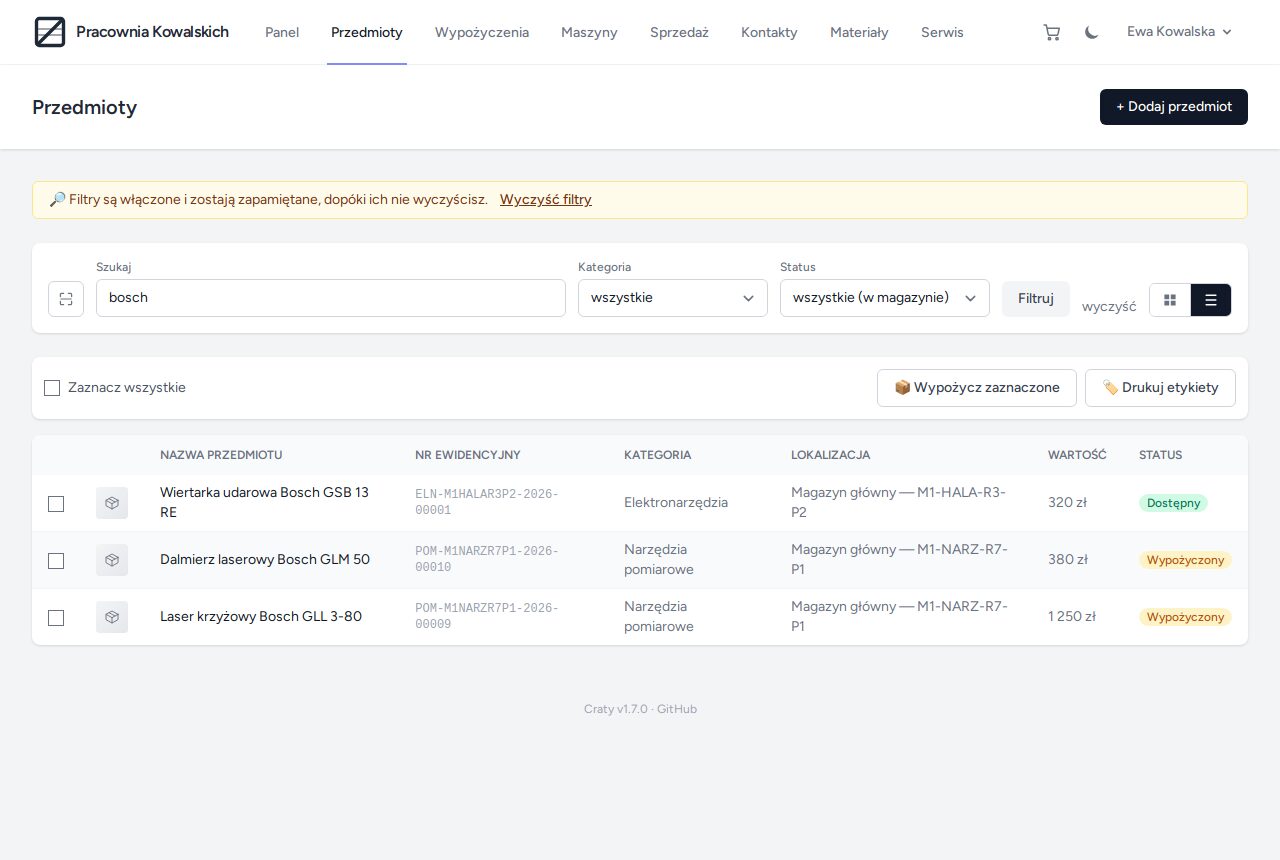 Pracownia Kowalskich
Panel
Przedmioty
Wypożyczenia
Maszyny
Sprzedaż
Kontakty
Materiały
Serwis
Ewa Kowalska
Przedmioty
+ Dodaj przedmiot
🔎 Filtry są włączone i zostają zapamiętane, dopóki ich nie wyczyścisz. Wyczyść filtry
Szukaj
Kategoria
Status
bosch
wszystkie
wszystkie (w magazynie)
Filtruj
wyczyść
Zaznacz wszystkie
📦 Wypożycz zaznaczone
🏷️ Drukuj etykiety
NAZWA PRZEDMIOTU
NR EWIDENCYJNY
KATEGORIA
LOKALIZACJA
WARTOŚĆ
STATUS
Wiertarka udarowa Bosch GSB 13
RE
ELN-M1HALAR3P2-2026-
00001
Elektronarzędzia
Magazyn główny — M1-HALA-R3-
P2
320 zł
Dostępny
Dalmierz laserowy Bosch GLM 50
POM-M1NARZR7P1-2026-
00010
Narzędzia
pomiarowe
Magazyn główny — M1-NARZ-R7-
P1
380 zł
Wypożyczony
Laser krzyżowy Bosch GLL 3-80
POM-M1NARZR7P1-2026-
00009
Narzędzia
pomiarowe
Magazyn główny — M1-NARZ-R7-
P1
1 250 zł
Wypożyczony
Craty v1.7.0 · GitHub